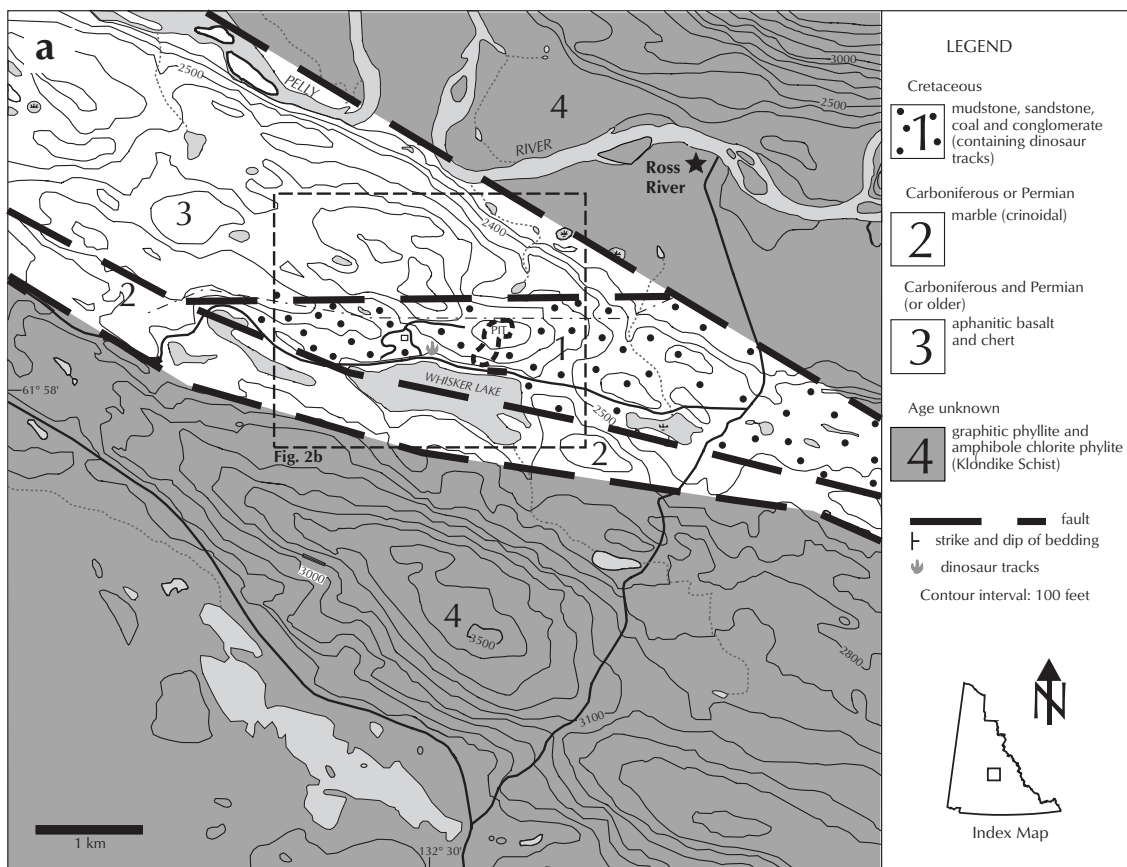 a
2500
PELLY
RIVER
4
3000
2500
Ross
River
3
2400
2
PIT
1
WHISKER LAKE
61° 58'
2500
2
Fig. 2b
3000'
4
3500
2800
3100
1 km
132° 30'
LEGEND
Cretaceous
1
mudstone, sandstone,
coal and conglomerate
(containing dinosaur
tracks)
Carboniferous or Permian
2
marble (crinoidal)
Carboniferous and Permian
(or older)
3
aphanitic basalt
and chert
Age unknown
4
graphitic phyllite and
amphibole chlorite phylite
(Klondike Schist)
fault
strike and dip of bedding
dinosaur tracks
Contour interval: 100 feet
N
Index Map